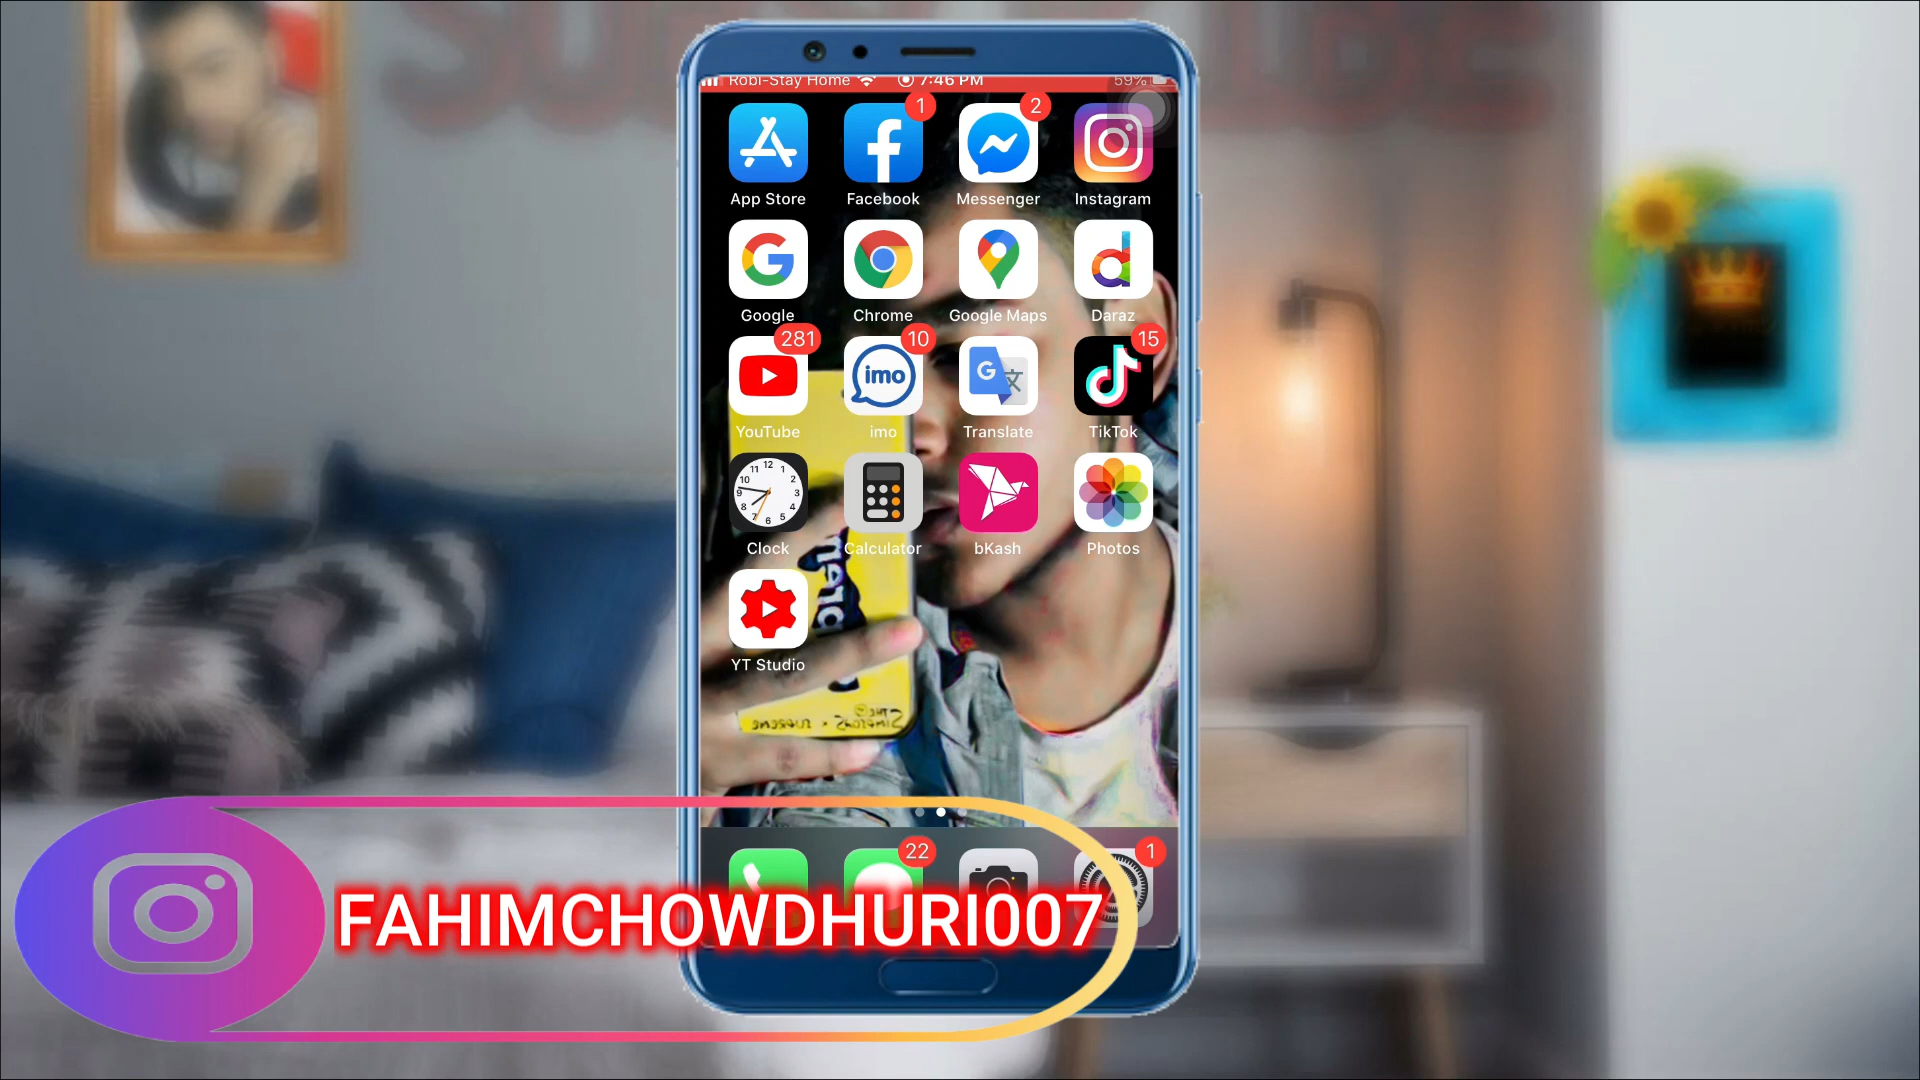 Robi-Stay Home 7:46 PM 59%
1 2
App Store Facebook Messenger Instagram
Google Chrome Google Maps Daraz
281 imo 10 15
YouTube imo Translate TikTok
Clock Calculator bKash Photos
YT Studio
22 1
FAHIMCHOWDHURI007